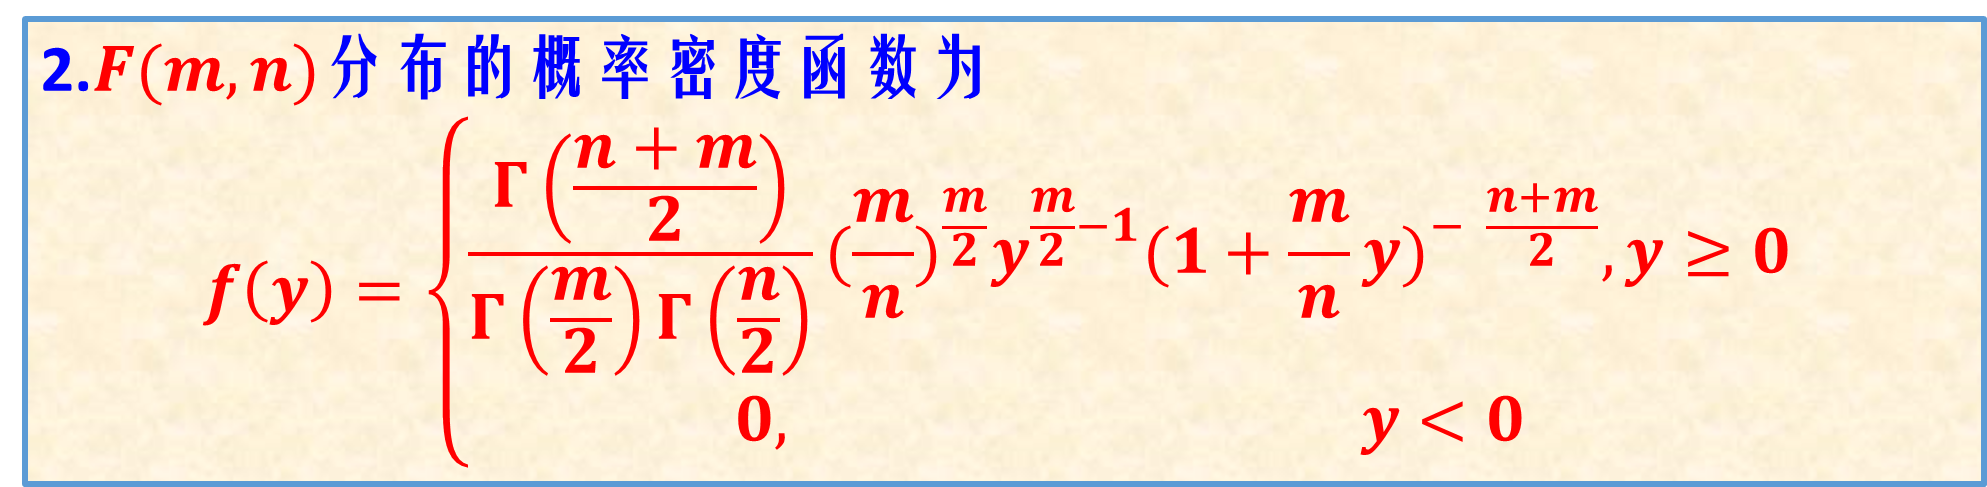 2.F(m,n)分布的概率密度函数为
f(y) = { Γ((n+m)/2) / (Γ(m/2) Γ(n/2)) (m/n)^(m/2) y^(m/2 −1) (1 + m/n y)^(− (n+m)/2), y ≥ 0
0, y < 0